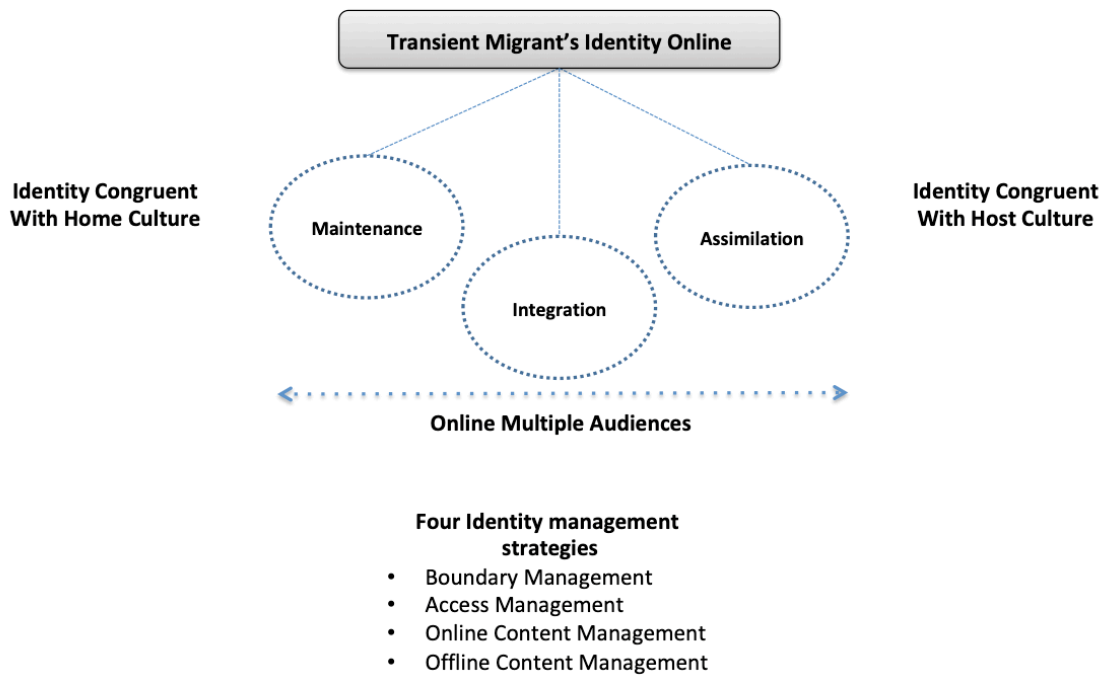 Transient Migrant's Identity Online
Identity Congruent
With Home Culture
Maintenance
Integration
Assimilation
Identity Congruent
With Host Culture
Online Multiple Audiences
Four Identity management
strategies
• Boundary Management
• Access Management
• Online Content Management
• Offline Content Management